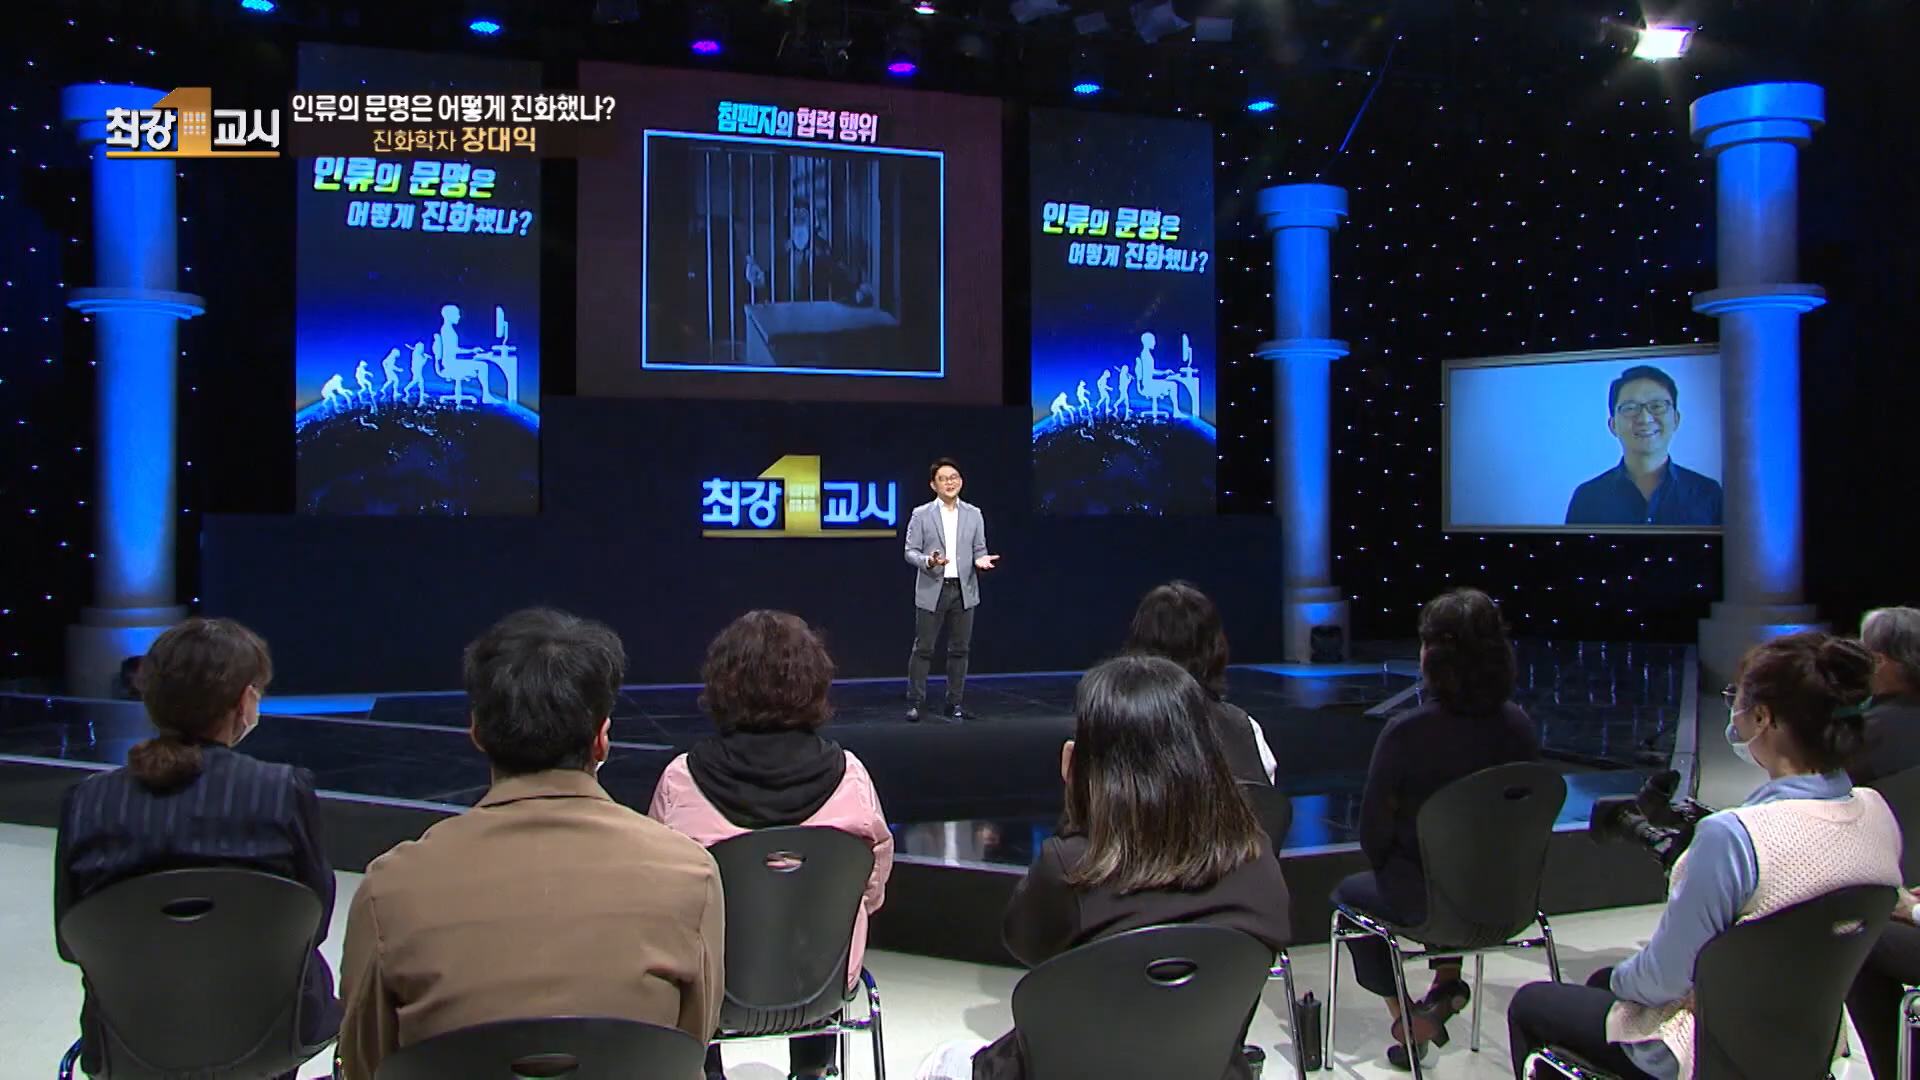 최강1교시
인류의 문명은 어떻게 진화했나?
진화학자 장대익
인류의 문명은
어떻게 진화했나?
침팬지의 협력 행위
인류의 문명은
어떻게 진화했나?
최강1교시